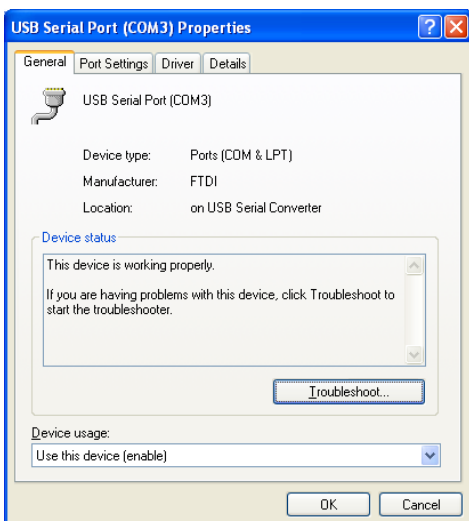 USB Serial Port (COM3) Properties
General Port Settings Driver Details
USB Serial Port (COM3)
Device type: Ports (COM & LPT)
Manufacturer: FTDI
Location: on USB Serial Converter
Device status
This device is working properly.
If you are having problems with this device, click Troubleshoot to
start the troubleshooter.
Troubleshoot...
Device usage:
Use this device (enable)
OK Cancel